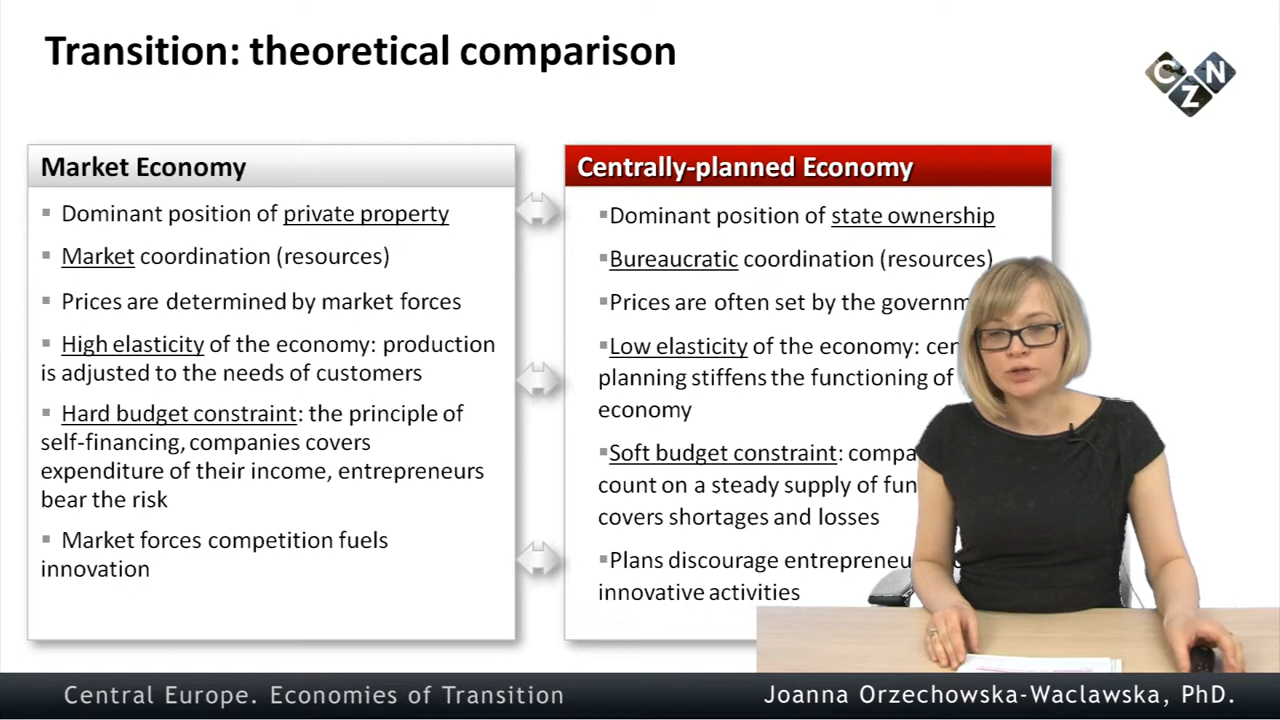 Transition: theoretical comparison
C N
Z
Market Economy
▪ Dominant position of private property
▪ Market coordination (resources)
▪ Prices are determined by market forces
▪ High elasticity of the economy: production
is adjusted to the needs of customers
▪ Hard budget constraint: the principle of
self-financing, companies covers
expenditure of their income, entrepreneurs
bear the risk
▪ Market forces competition fuels
innovation
Centrally-planned Economy
▪Dominant position of state ownership
▪Bureaucratic coordination (resources)
▪Prices are often set by the
▪Low elasticity of the economy:
planning stiffens the functioning of
economy
▪Soft budget constraint:
count on a steady supply of
covers shortages and losses
▪Plans discourage
innovative activities
Central Europe. Economies of Transition
Joanna Orzechowska-Waclawska, PhD.